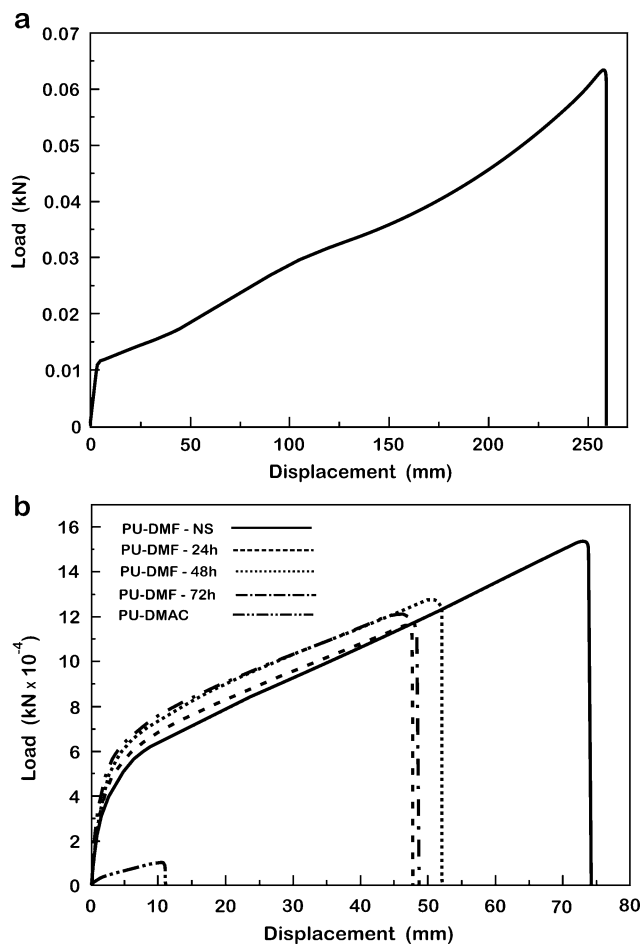 a
0.07
0.06
0.05
0.04
0.03
0.02
0.01
0
Load (kN)
0 50 100 150 200 250
Displacement (mm)
b
16
14
12
10
8
6
4
2
0
Load (kN x 10⁻⁴)
PU-DMF - NS
PU-DMF - 24h
PU-DMF - 48h
PU-DMF - 72h
PU-DMAC
0 10 20 30 40 50 60 70 80
Displacement (mm)